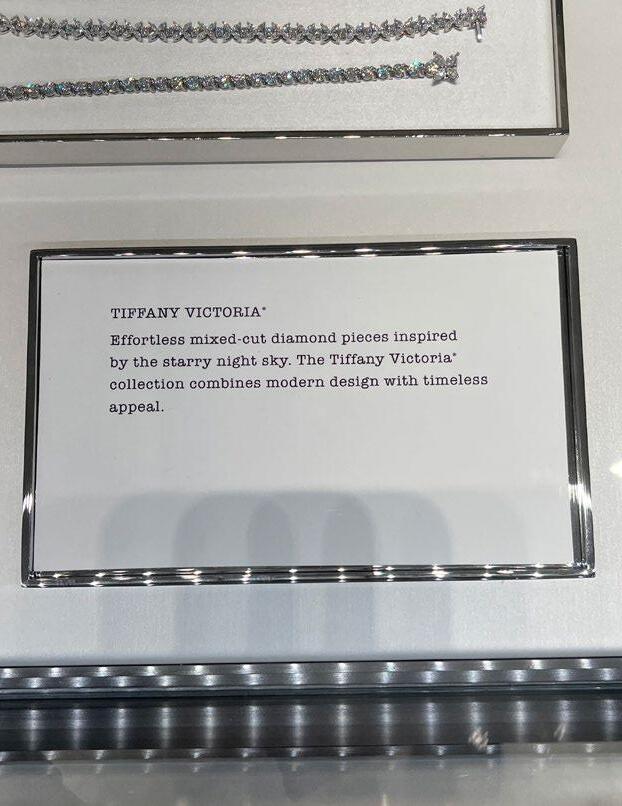 TIFFANY VICTORIA®
Effortless mixed-cut diamond pieces inspired
by the starry night sky. The Tiffany Victoria®
collection combines modern design with timeless
appeal.